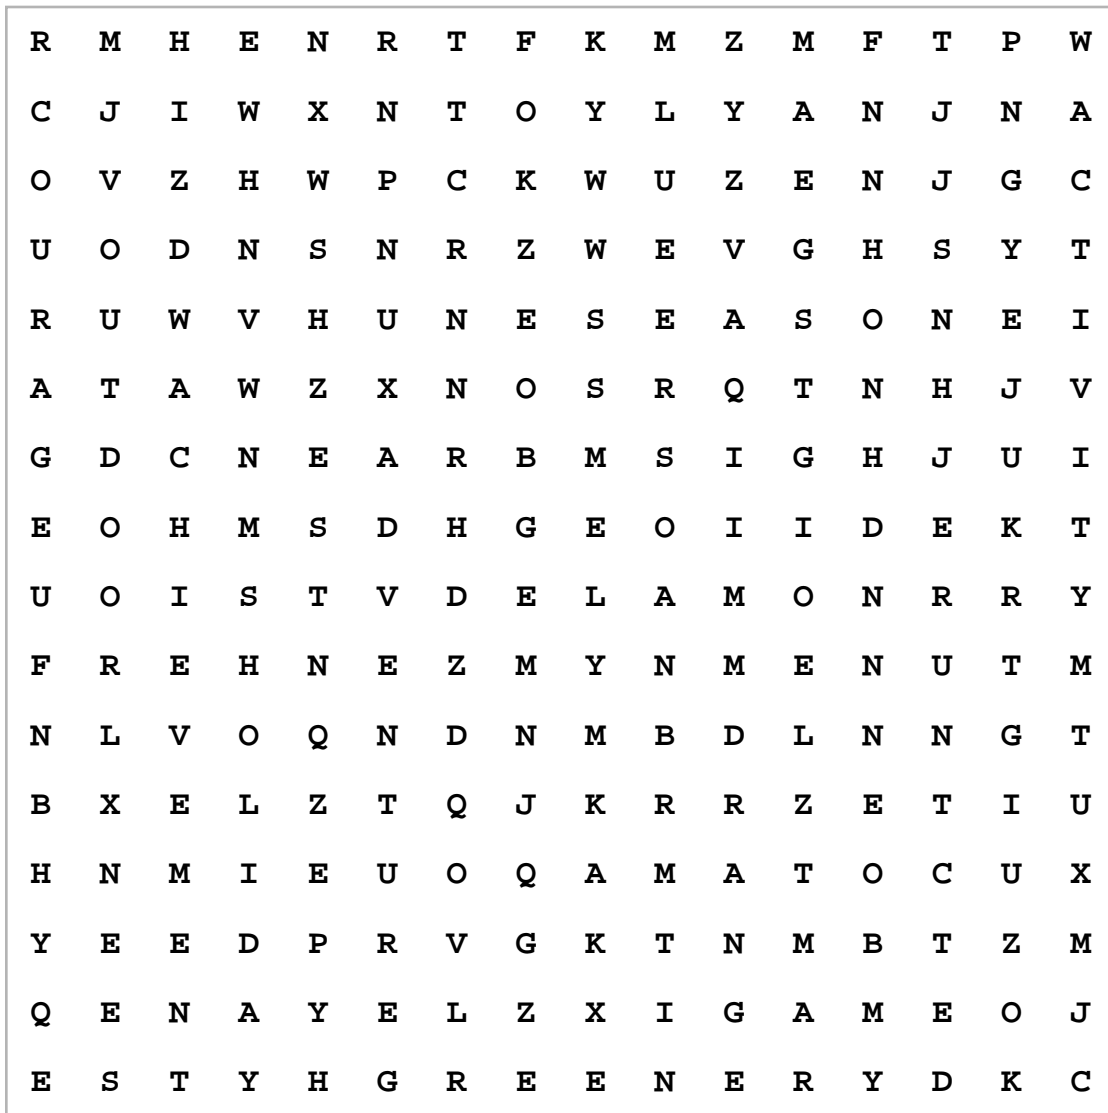 R M H E N R T F K M Z M F T P W
C J I W X N T O Y L Y A N J N A
O V Z H W P C K W U Z E N J G C
U O D N S N R Z W E V G H S Y T
R U W V H U N E S E A S O N E I
A T A W Z X N O S R Q T N H J V
G D C N E A R B M S I G H J U I
E O H M S D H G E O I I D E K T
U O I S T V D E L A M O N R R Y
F R E H N E Z M Y N M E N U T M
N L V O Q N D N M B D L N N G T
B X E L Z T Q J K R R Z E T I U
H N M I E U O Q A M A T O C U X
Y E E D P R V G K T N M B T Z M
Q E N A Y E L Z X I G A M E O J
E S T Y H G R E E N E R Y D K C